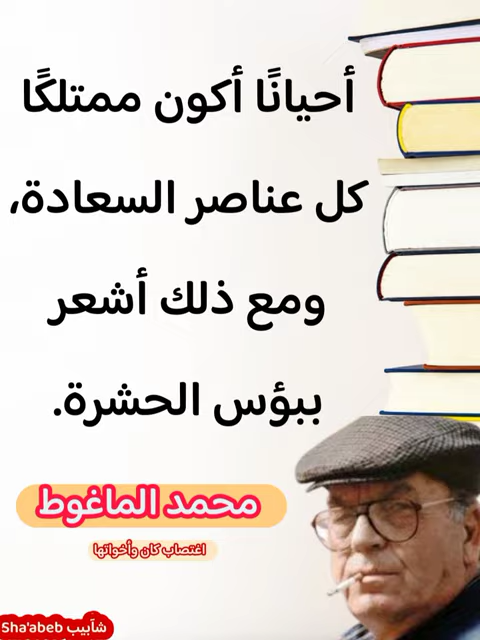 أحيانًا أكون ممتلكًا
كل عناصر السعادة،
ومع ذلك أشعر
ببؤس الحشرة.
محمد الماغوط
اغتصاب كان وأخواتها
شآبيب Sha'abeb